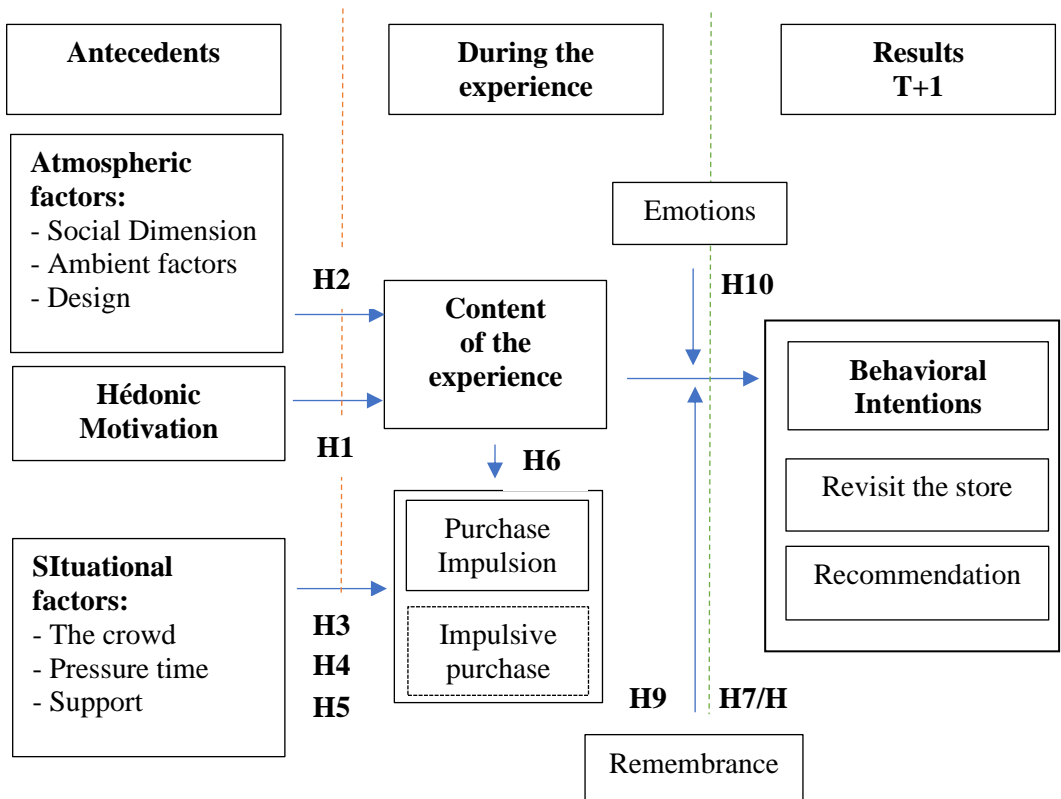 Antecedents
During the
experience
Results
T+1
Atmospheric
factors:
- Social Dimension
- Ambient factors
- Design
Emotions
H2
H10
Content
of the
experience
Behavioral
Intentions
Hédonic
Motivation
H1
H6
Revisit the store
Purchase
Impulsion
Recommendation
SItuational
factors:
- The crowd
- Pressure time
- Support
H3
H4
H5
Impulsive
purchase
H9
H7/H
Remembrance